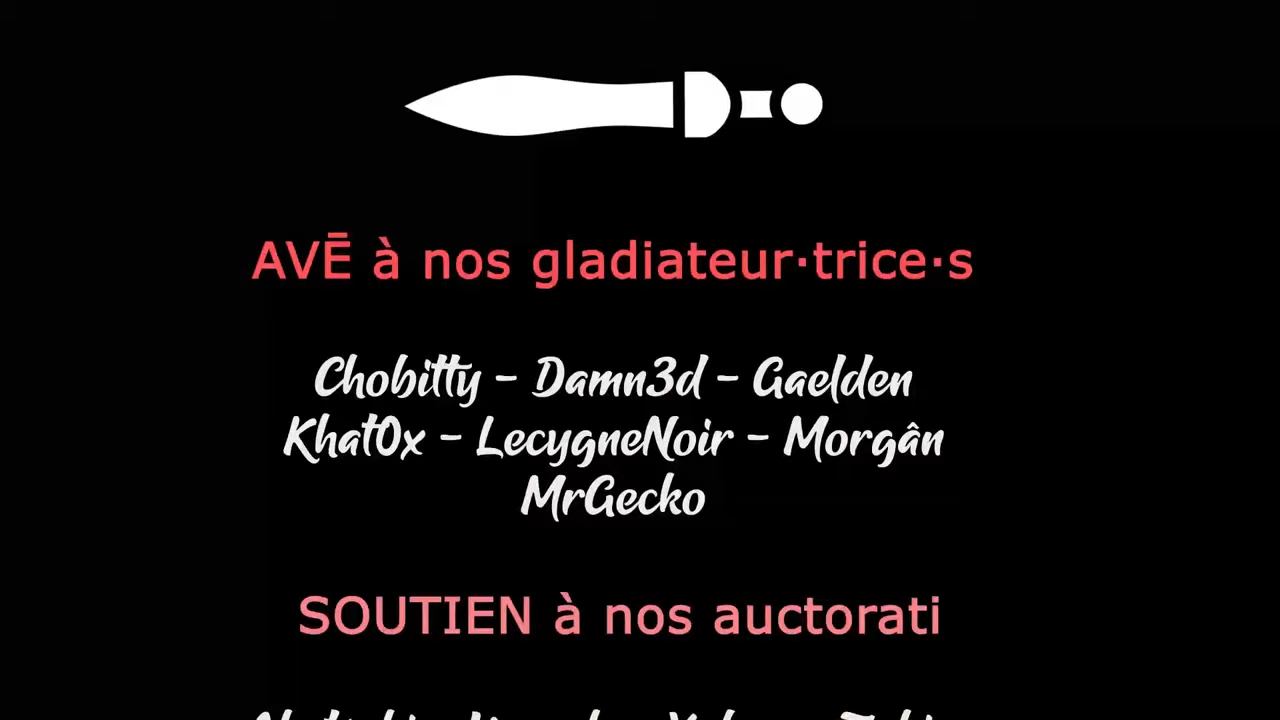 AVĒ à nos gladiateur·trice·s
Chobitty – Damn3d – Gaelden
Khat0x – LecygneNoir – Morgân
MrGecko
SOUTIEN à nos auctorati